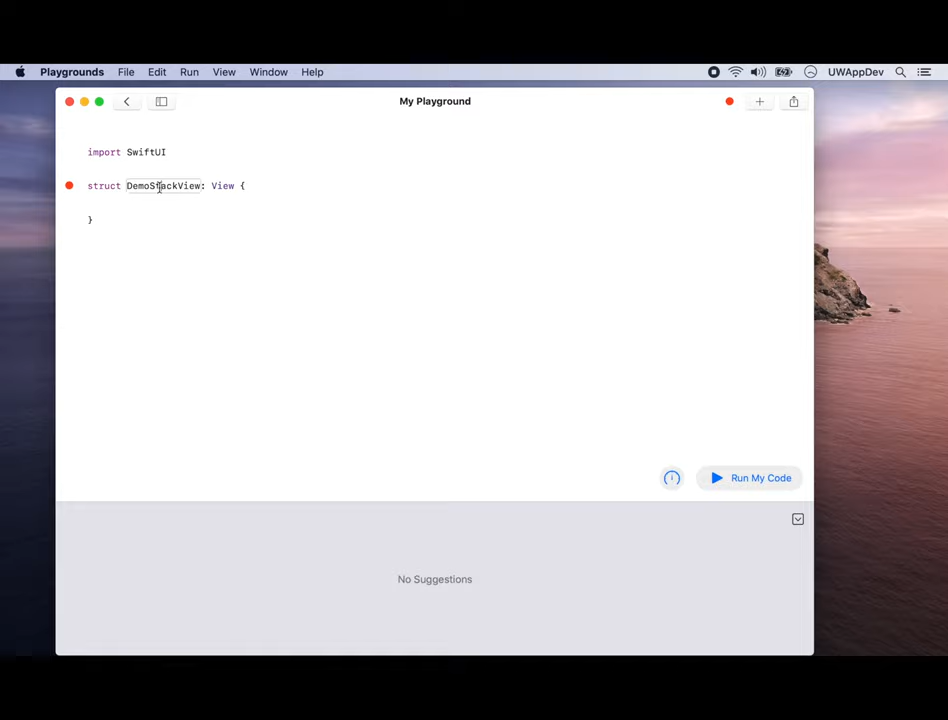 Playgrounds File Edit Run View Window Help UWAppDev
My Playground
import SwiftUI
struct DemoStackView: View {
}
Run My Code
No Suggestions